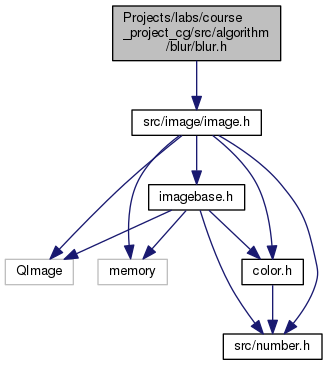 Projects/labs/course
_project_cg/src/algorithm
/blur/blur.h
src/image/image.h
imagebase.h
QImage
memory
color.h
src/number.h